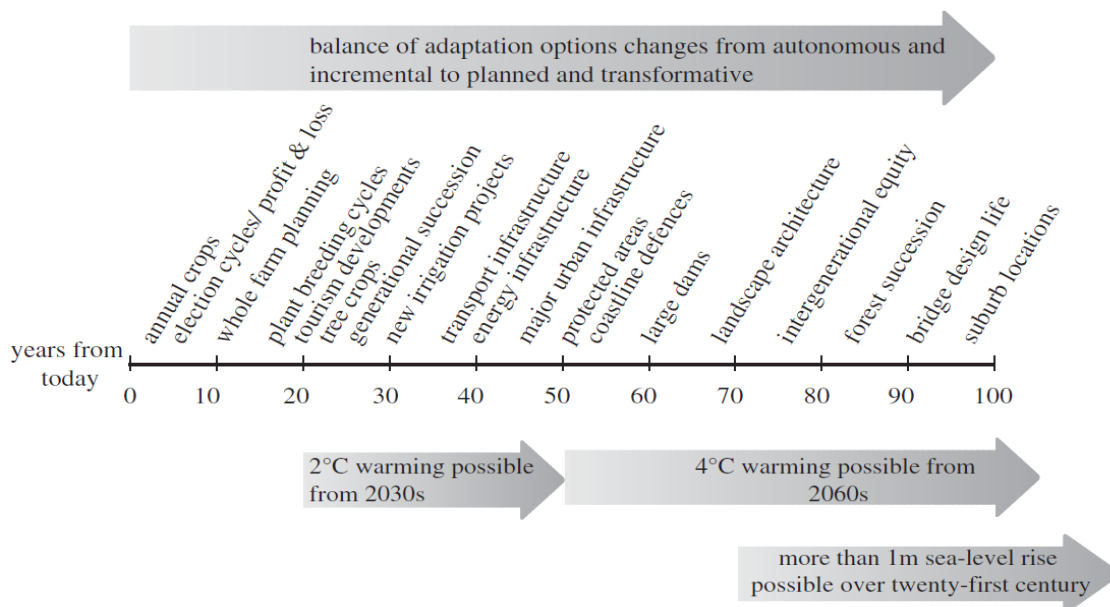 balance of adaptation options changes from autonomous and
incremental to planned and transformative
annual crops
election cycles/ profit & loss
whole farm planning
plant breeding cycles
tourism developments
tree crops
generational succession
new irrigation projects
transport infrastructure
energy infrastructure
major urban infrastructure
protected areas
coastline defences
large dams
landscape architecture
intergenerational equity
forest succession
bridge design life
suburb locations
years from
today
0 10 20 30 40 50 60 70 80 90 100
2°C warming possible
from 2030s
4°C warming possible from
2060s
more than 1m sea-level rise
possible over twenty-first century